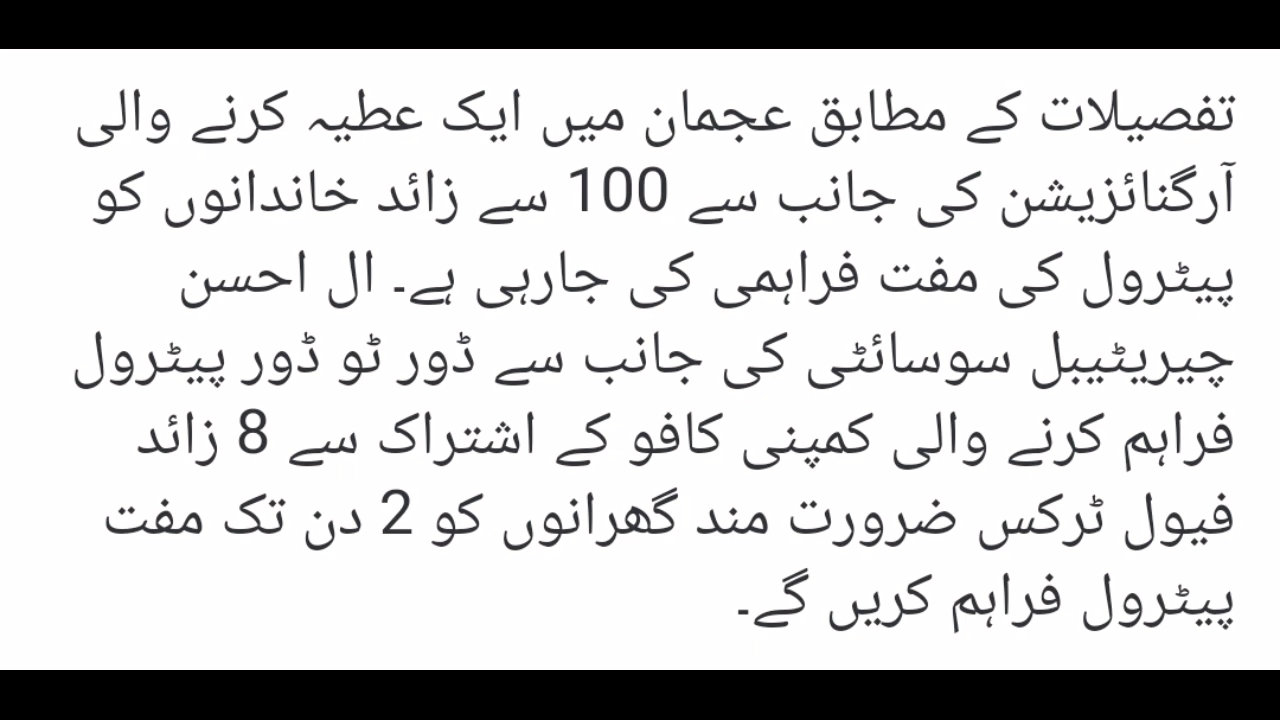 تفصیلات کے مطابق عجمان میں ایک عطیہ کرنے والی
آرگنائزیشن کی جانب سے 100 سے زائد خاندانوں کو
پیٹرول کی مفت فراہمی کی جارہی ہے۔ ال احسن
چیریٹیبل سوسائٹی کی جانب سے ڈور ٹو ڈور پیٹرول
فراہم کرنے والی کمپنی کافو کے اشتراک سے 8 زائد
فیول ٹرکس ضرورت مند گھرانوں کو 2 دن تک مفت
پیٹرول فراہم کریں گے۔